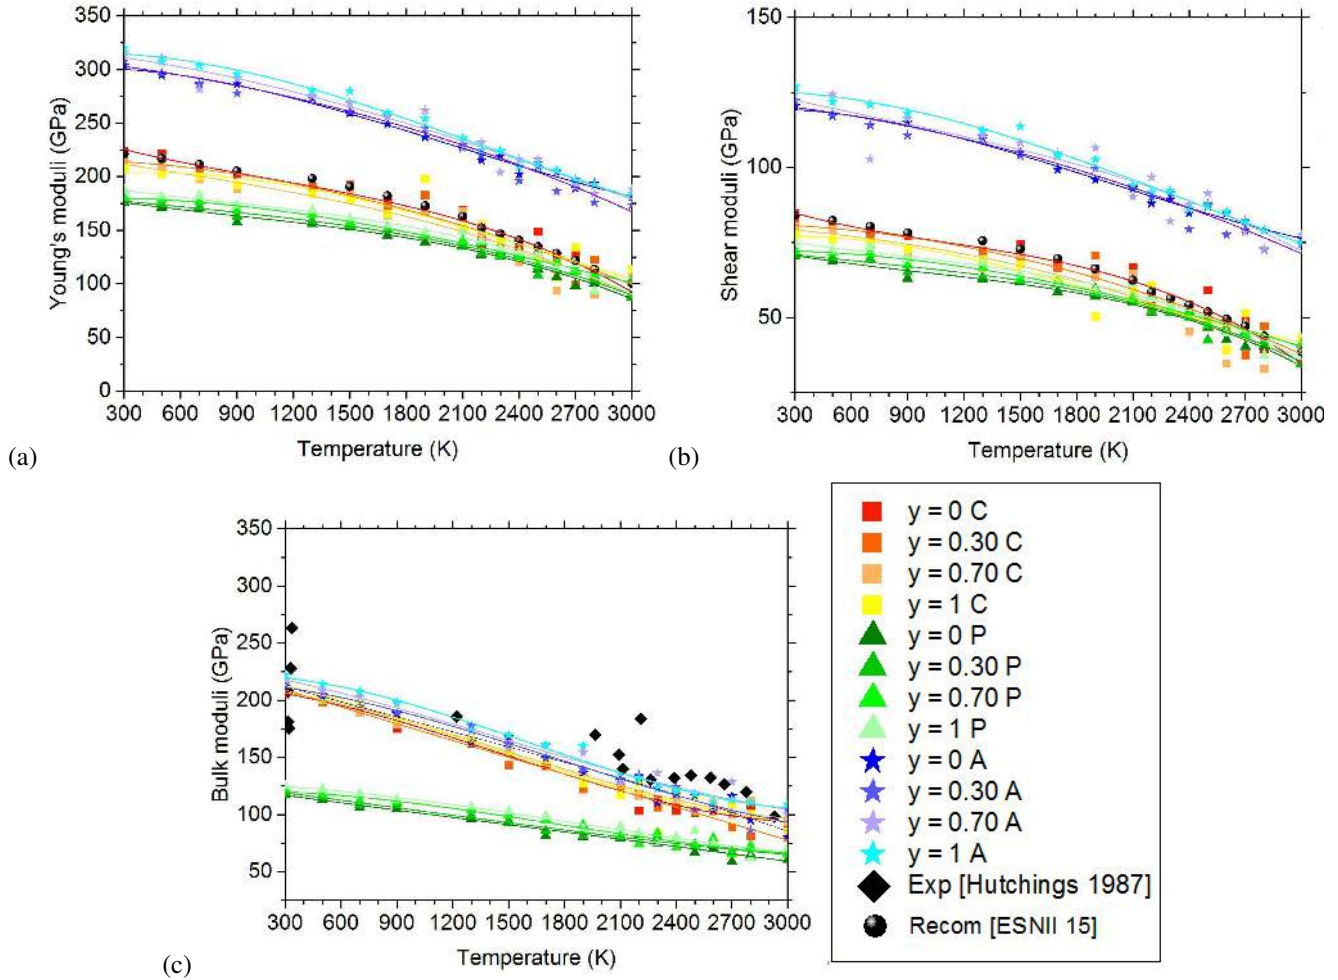 350
300
250
200
150
100
50
0
Young's moduli (GPa)
300 600 900 1200 1500 1800 2100 2400 2700 3000
Temperature (K)
(a)
150
100
50
Shear moduli (GPa)
300 600 900 1200 1500 1800 2100 2400 2700 3000
Temperature (K)
(b)
350
300
250
200
150
100
50
Bulk moduli (GPa)
300 600 900 1200 1500 1800 2100 2400 2700 3000
Temperature (K)
(c)
y = 0 C
y = 0.30 C
y = 0.70 C
y = 1 C
y = 0 P
y = 0.30 P
y = 0.70 P
y = 1 P
y = 0 A
y = 0.30 A
y = 0.70 A
y = 1 A
Exp [Hutchings 1987]
Recom [ESNII 15]